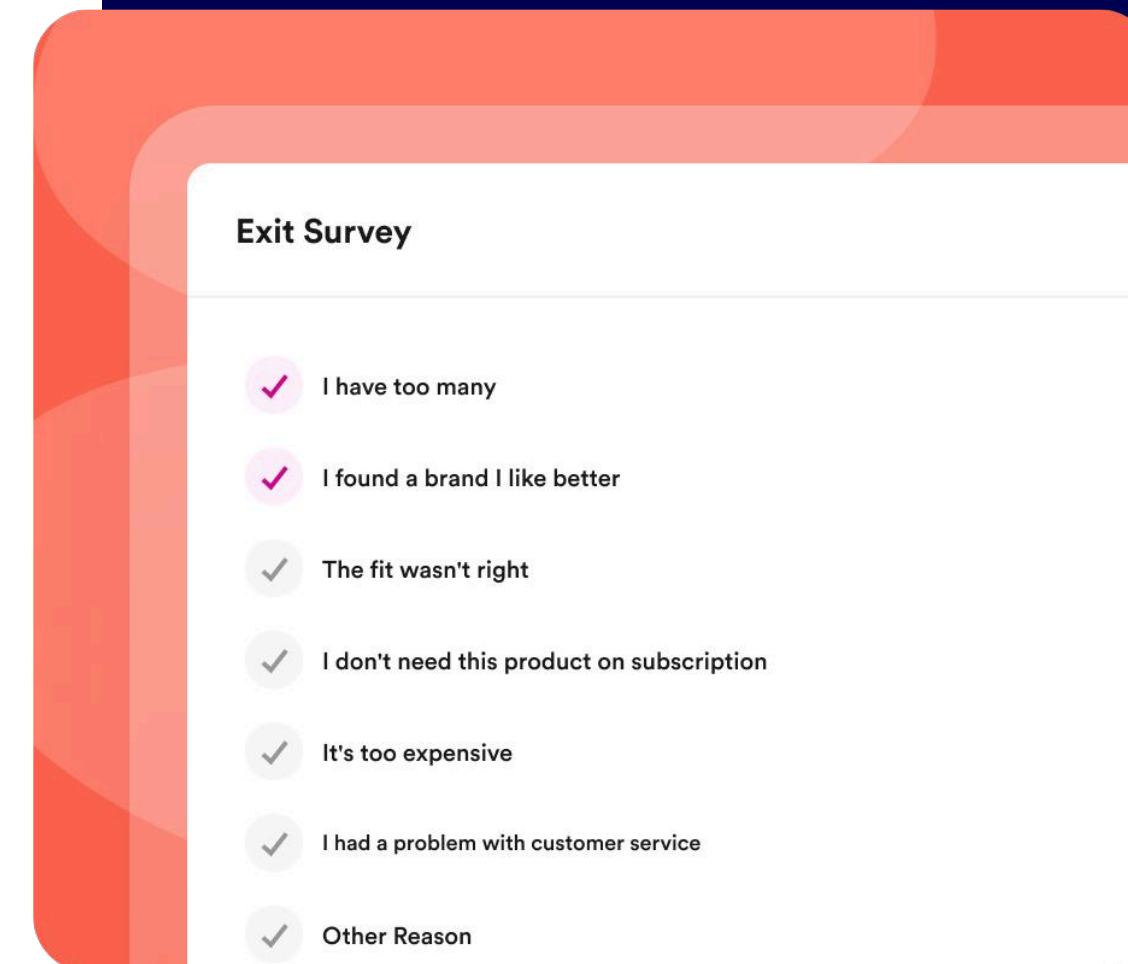 Exit Survey
I have too many
I found a brand I like better
The fit wasn't right
I don't need this product on subscription
It's too expensive
I had a problem with customer service
Other Reason